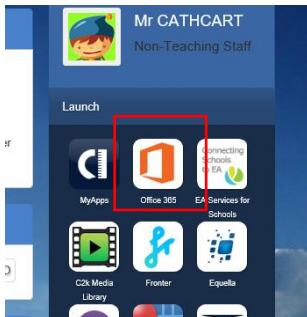 Mr CATHCART
Non-Teaching Staff
Launch
er
Connecting
Schools
to EA
MyApps
Office 365
EA Services for
Schools
C2k Media
Library
Fronter
Equella